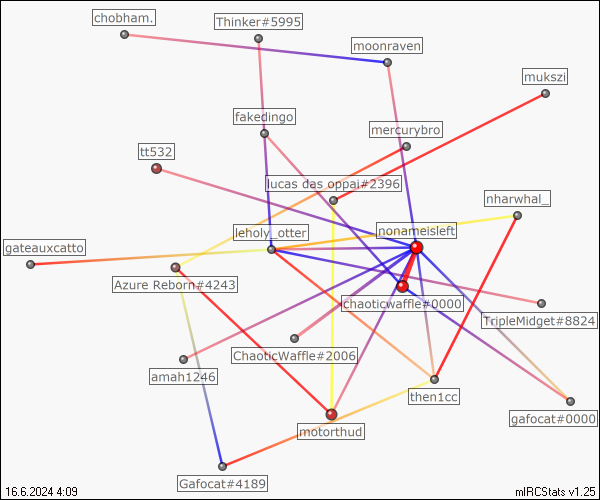 chobham.
Thinker#5995
moonraven
mukszi
fakedingo
mercurybro
tt532
lucas das oppai#2396
nharwhal_
leholy_otter
nonameisleft
gateauxcatto
Azure Reborn#4243
chaoticwaffle#0000
TripleMidget#8824
ChaoticWaffle#2006
amah1246
then1cc
gafocat#0000
motorthud
Gafocat#4189
16.6.2024 4:09
mIRCStats v1.25